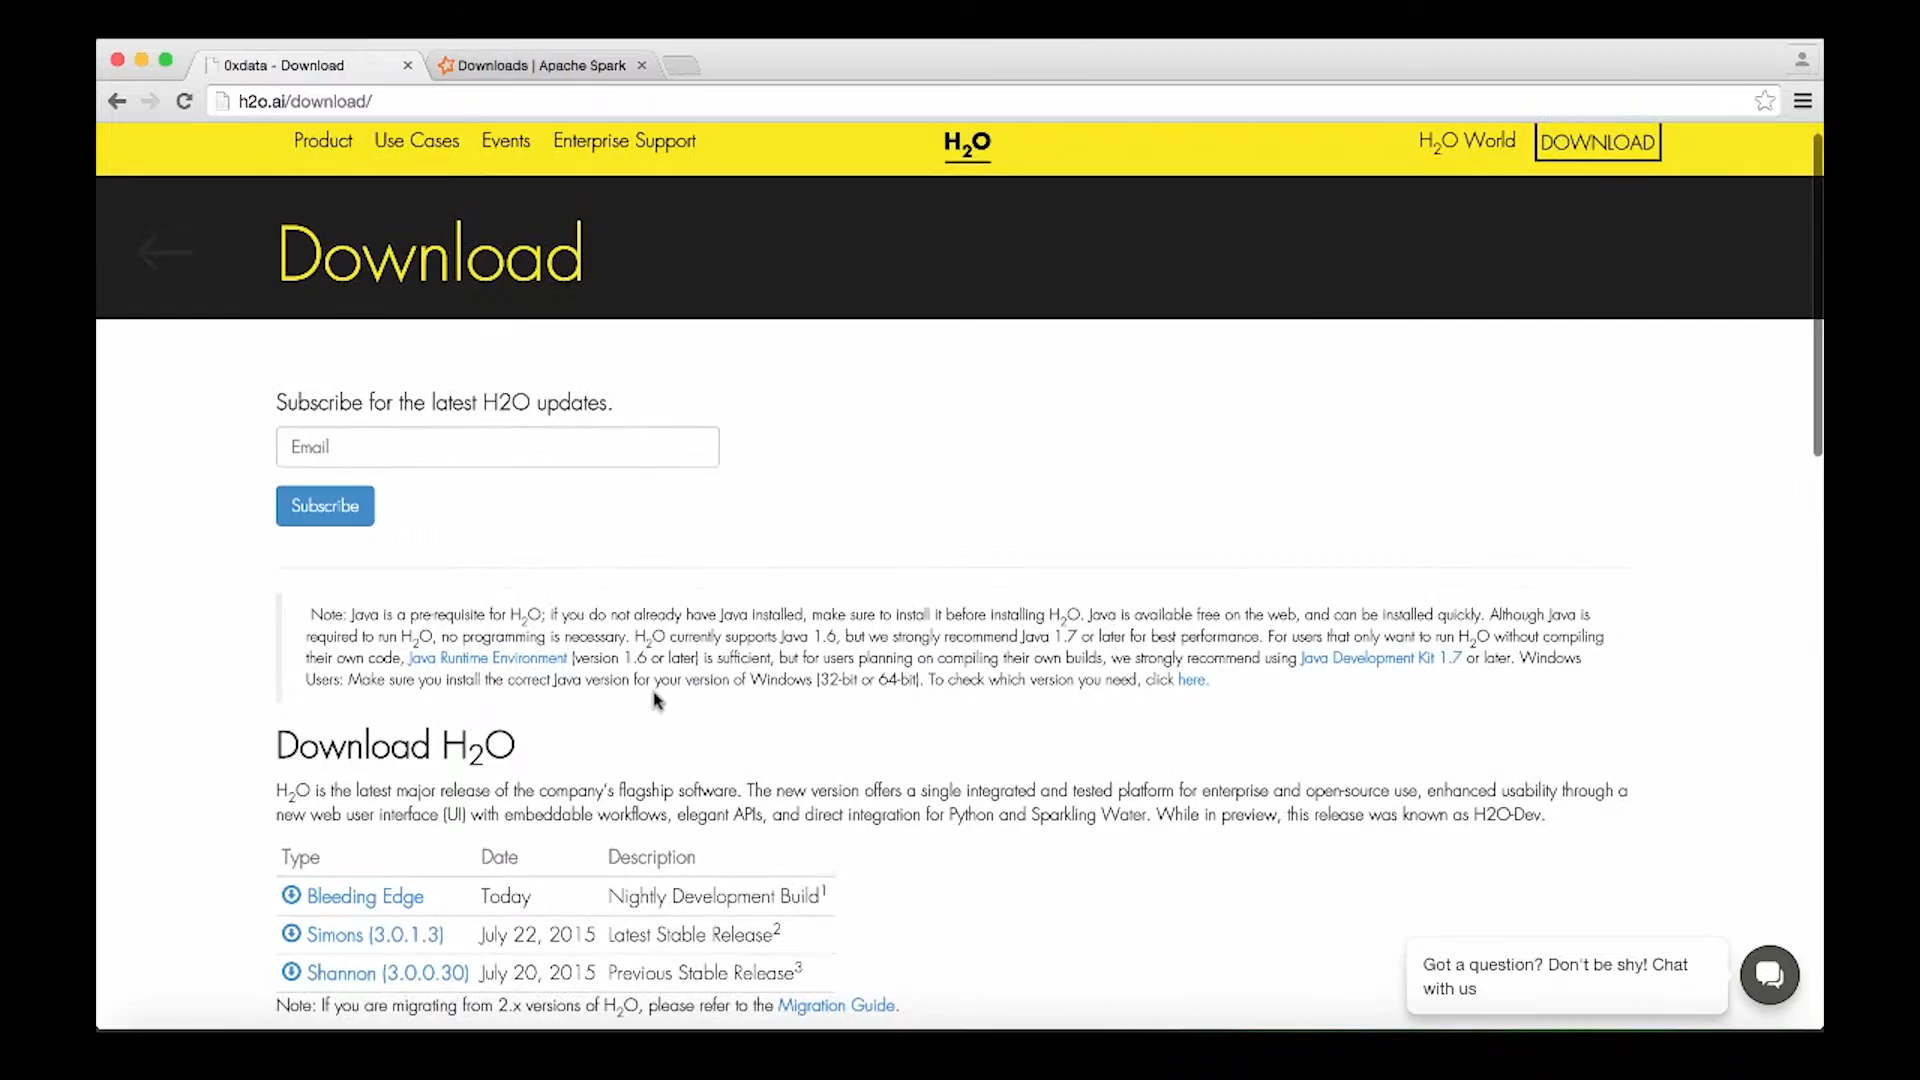 0xdata - Download
Downloads | Apache Spark
h2o.ai/download/
Product Use Cases Events Enterprise Support H2O H2O World DOWNLOAD
Download
Subscribe for the latest H2O updates.
Email
Subscribe
Note: Java is a pre-requisite for H2O; if you do not already have Java installed, make sure to install it before installing H2O. Java is available free on the web, and can be installed quickly. Although Java is
required to run H2O, no programming is necessary. H2O currently supports Java 1.6, but we strongly recommend Java 1.7 or later for best performance. For users that only want to run H2O without compiling
their own code, Java Runtime Environment (version 1.6 or later) is sufficient, but for users planning on compiling their own builds, we strongly recommend using Java Development Kit 1.7 or later. Windows
Users: Make sure you install the correct Java version for your version of Windows (32-bit or 64-bit). To check which version you need, click here.
Download H2O
H2O is the latest major release of the company's flagship software. The new version offers a single integrated and tested platform for enterprise and open-source use, enhanced usability through a
new web user interface (UI) with embeddable workflows, elegant APIs, and direct integration for Python and Sparkling Water. While in preview, this release was known as H2O-Dev.
Type Date Description
Bleeding Edge Today Nightly Development Build1
Simons (3.0.1.3) July 22, 2015 Latest Stable Release2
Shannon (3.0.0.30) July 20, 2015 Previous Stable Release3
Note: If you are migrating from 2.x versions of H2O, please refer to the Migration Guide.
Got a question? Don't be shy! Chat
with us